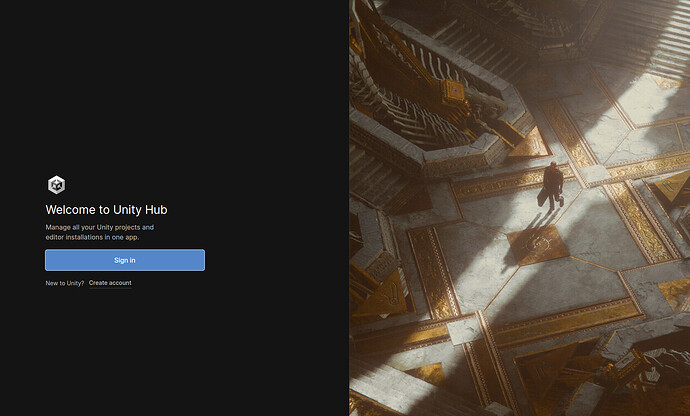 Welcome to Unity Hub
Manage all your Unity projects and
editor installations in one app.
Sign in
New to Unity? Create account